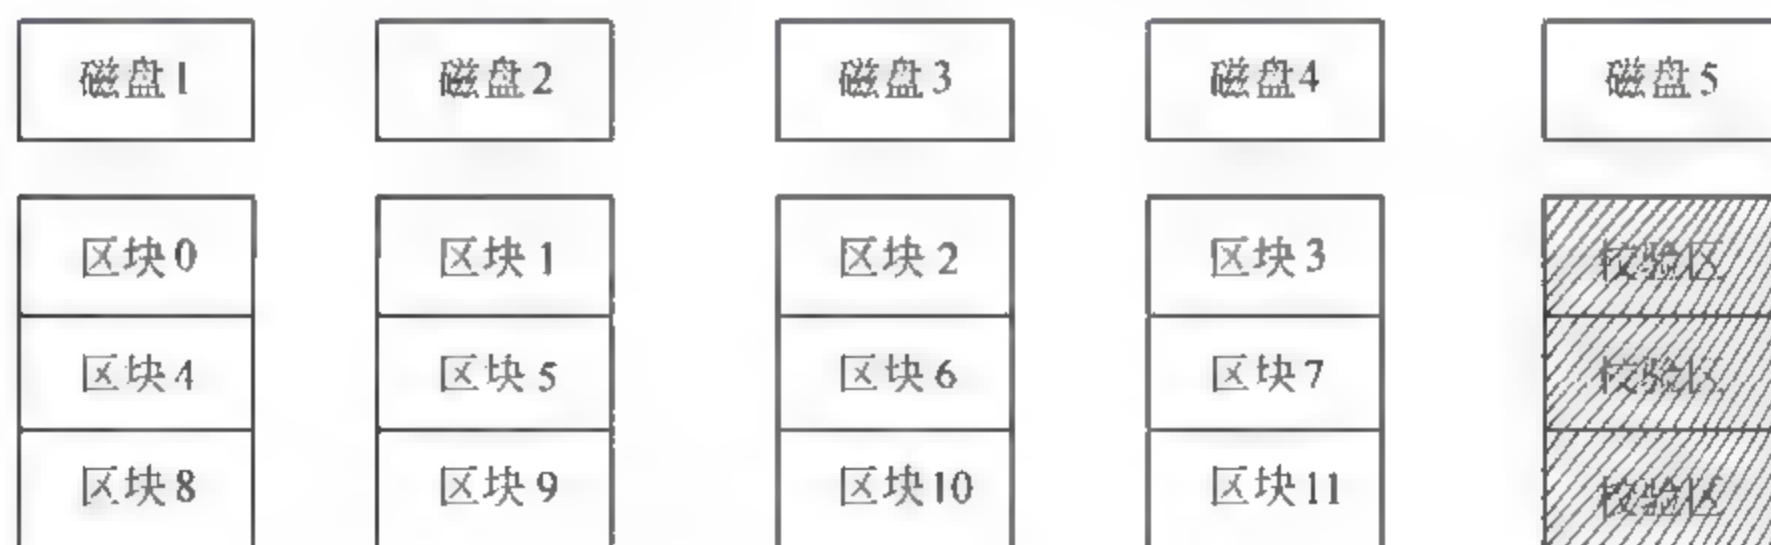 磁盘1 磁盘2 磁盘3 磁盘4 磁盘5
区块0 区块1 区块2 区块3 校验区
区块4 区块5 区块6 区块7 校验区
区块8 区块9 区块10 区块11 校验区